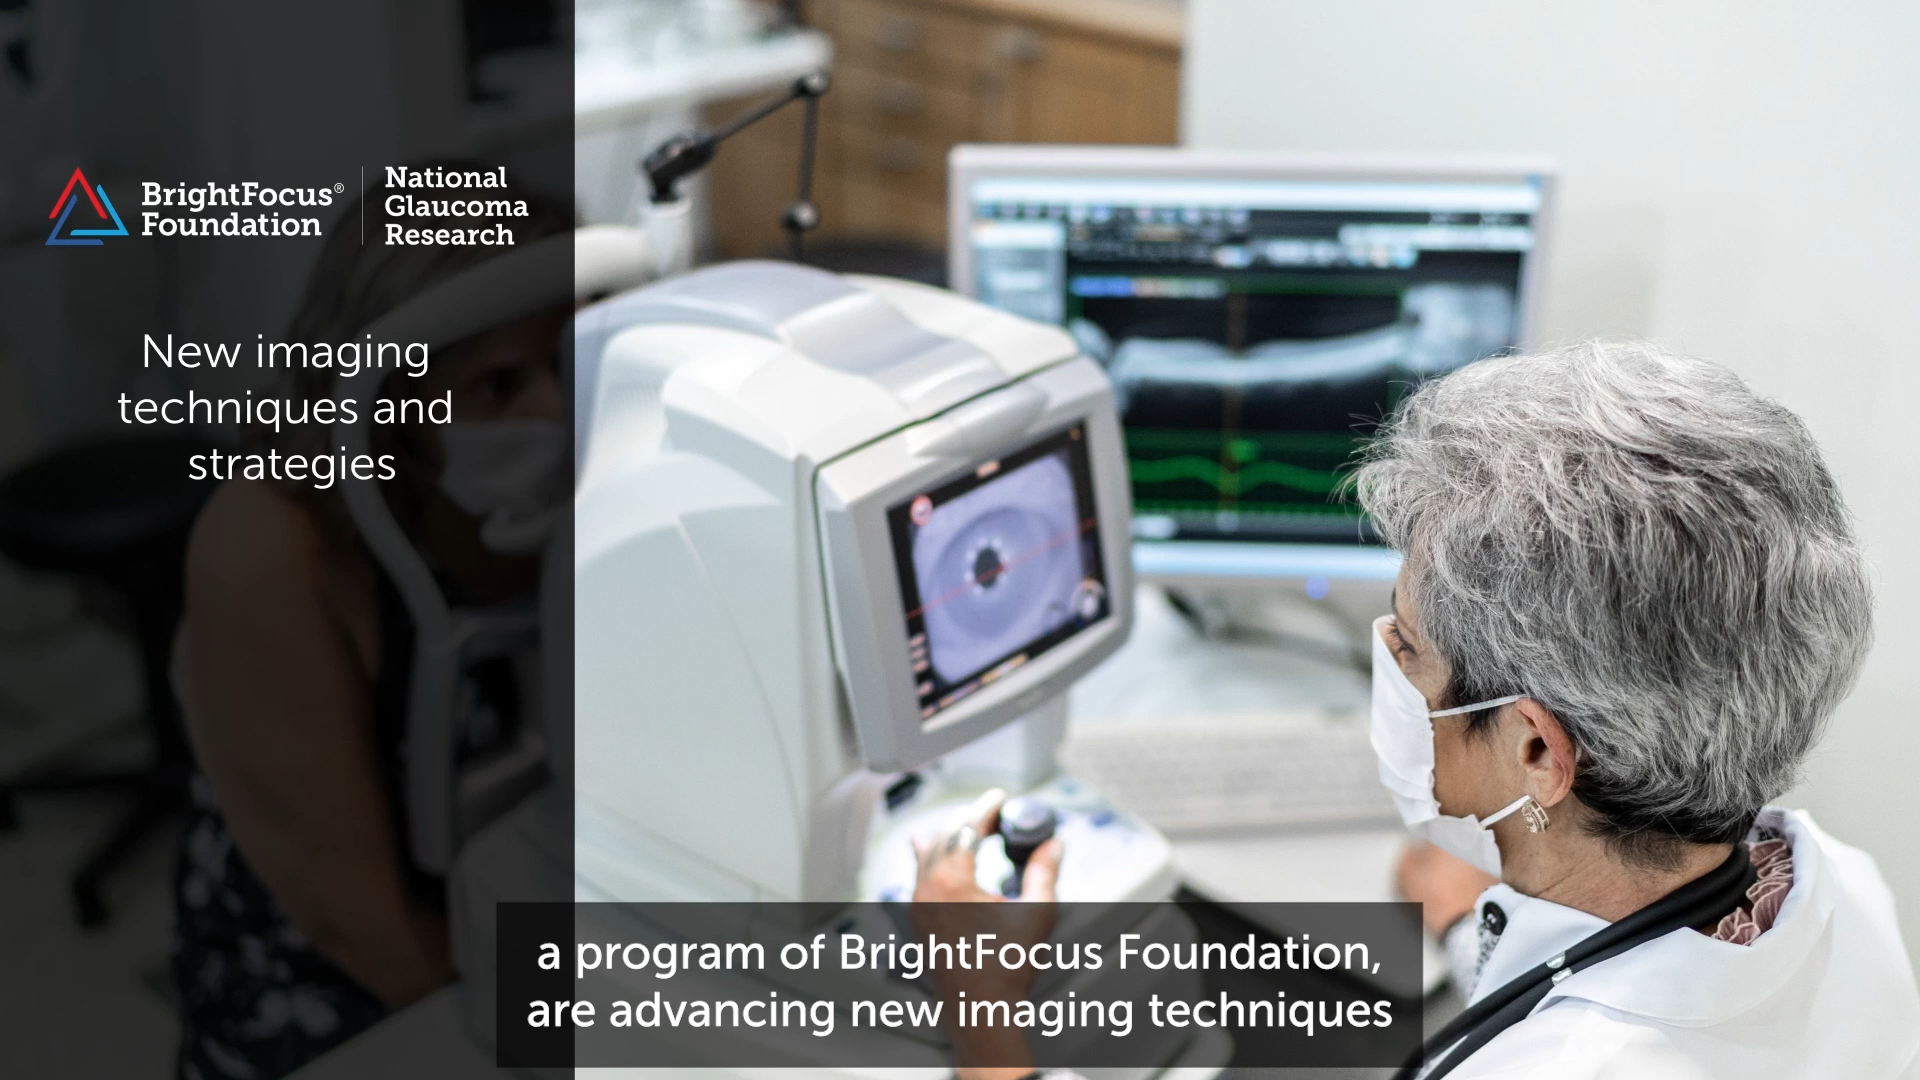 BrightFocus®
Foundation
National
Glaucoma
Research
New imaging
techniques and
strategies
a program of BrightFocus Foundation,
are advancing new imaging techniques